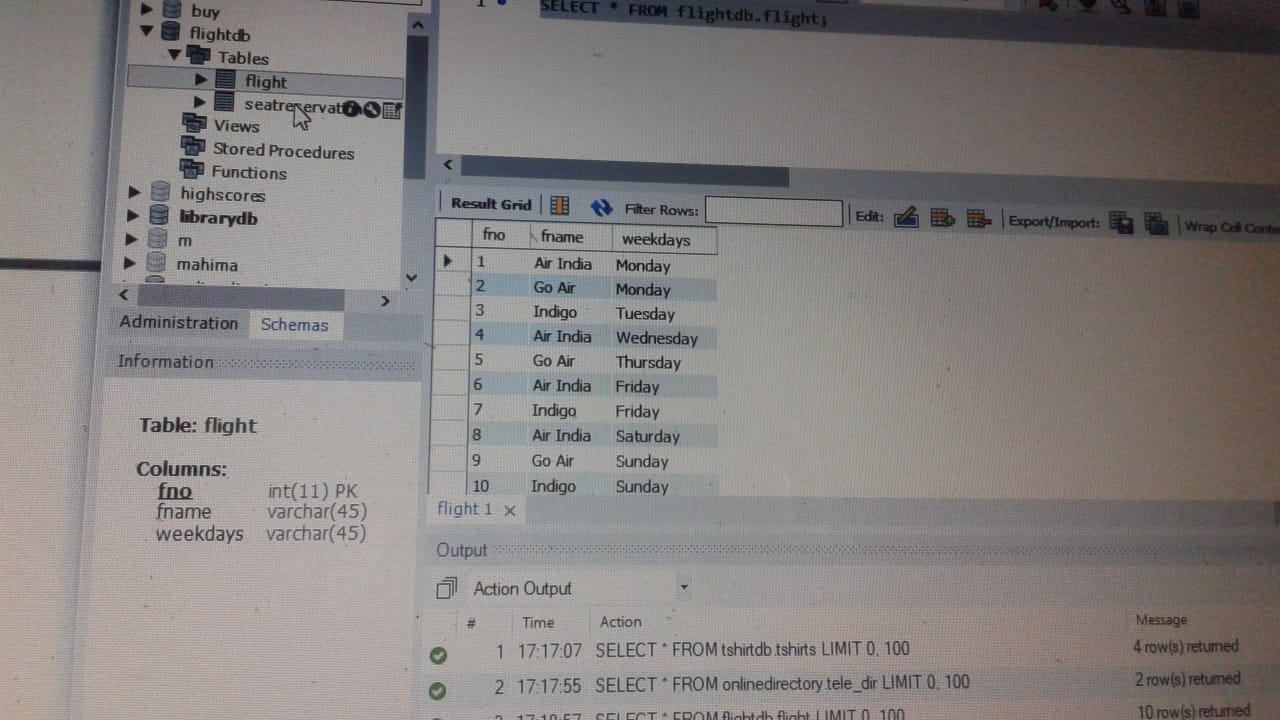 buy
flightdb
Tables
flight
Views
Stored Procedures
Functions
highscores
librarydb
m
mahima
Administration Schemas
Information
Table: flight
Columns:
fno int(11) PK
fname varchar(45)
weekdays varchar(45)
1 SELECT * FROM flightdb.flight;
Result Grid Filter Rows: Edit: Export/Import: Wrap Cell
fno fname weekdays
1 Air India Monday
2 Go Air Monday
3 Indigo Tuesday
4 Air India Wednesday
5 Go Air Thursday
6 Air India Friday
7 Indigo Friday
8 Air India Saturday
9 Go Air Sunday
10 Indigo Sunday
flight 1
Output
Action Output
# Time Action Message
1 17:17:07 SELECT * FROM tshirtdb.tshirts LIMIT 0, 100 4 row(s) returned
2 17:17:55 SELECT * FROM onlinedirectory.tele_dir LIMIT 0, 100 2 row(s) returned
SELECT * FROM flightdb.flight LIMIT 0, 100 10 row(s) returned